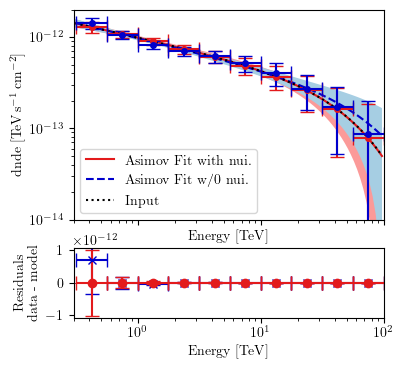 10⁻¹²
10⁻¹³
10⁻¹⁴
dnde [TeV s⁻¹ cm⁻²]
Asimov Fit with nui.
Asimov Fit w/0 nui.
Input
Energy [TeV]
×10⁻¹²
1
0
−1
Residuals
data - model
10⁰ 10¹ 10²
Energy [TeV]